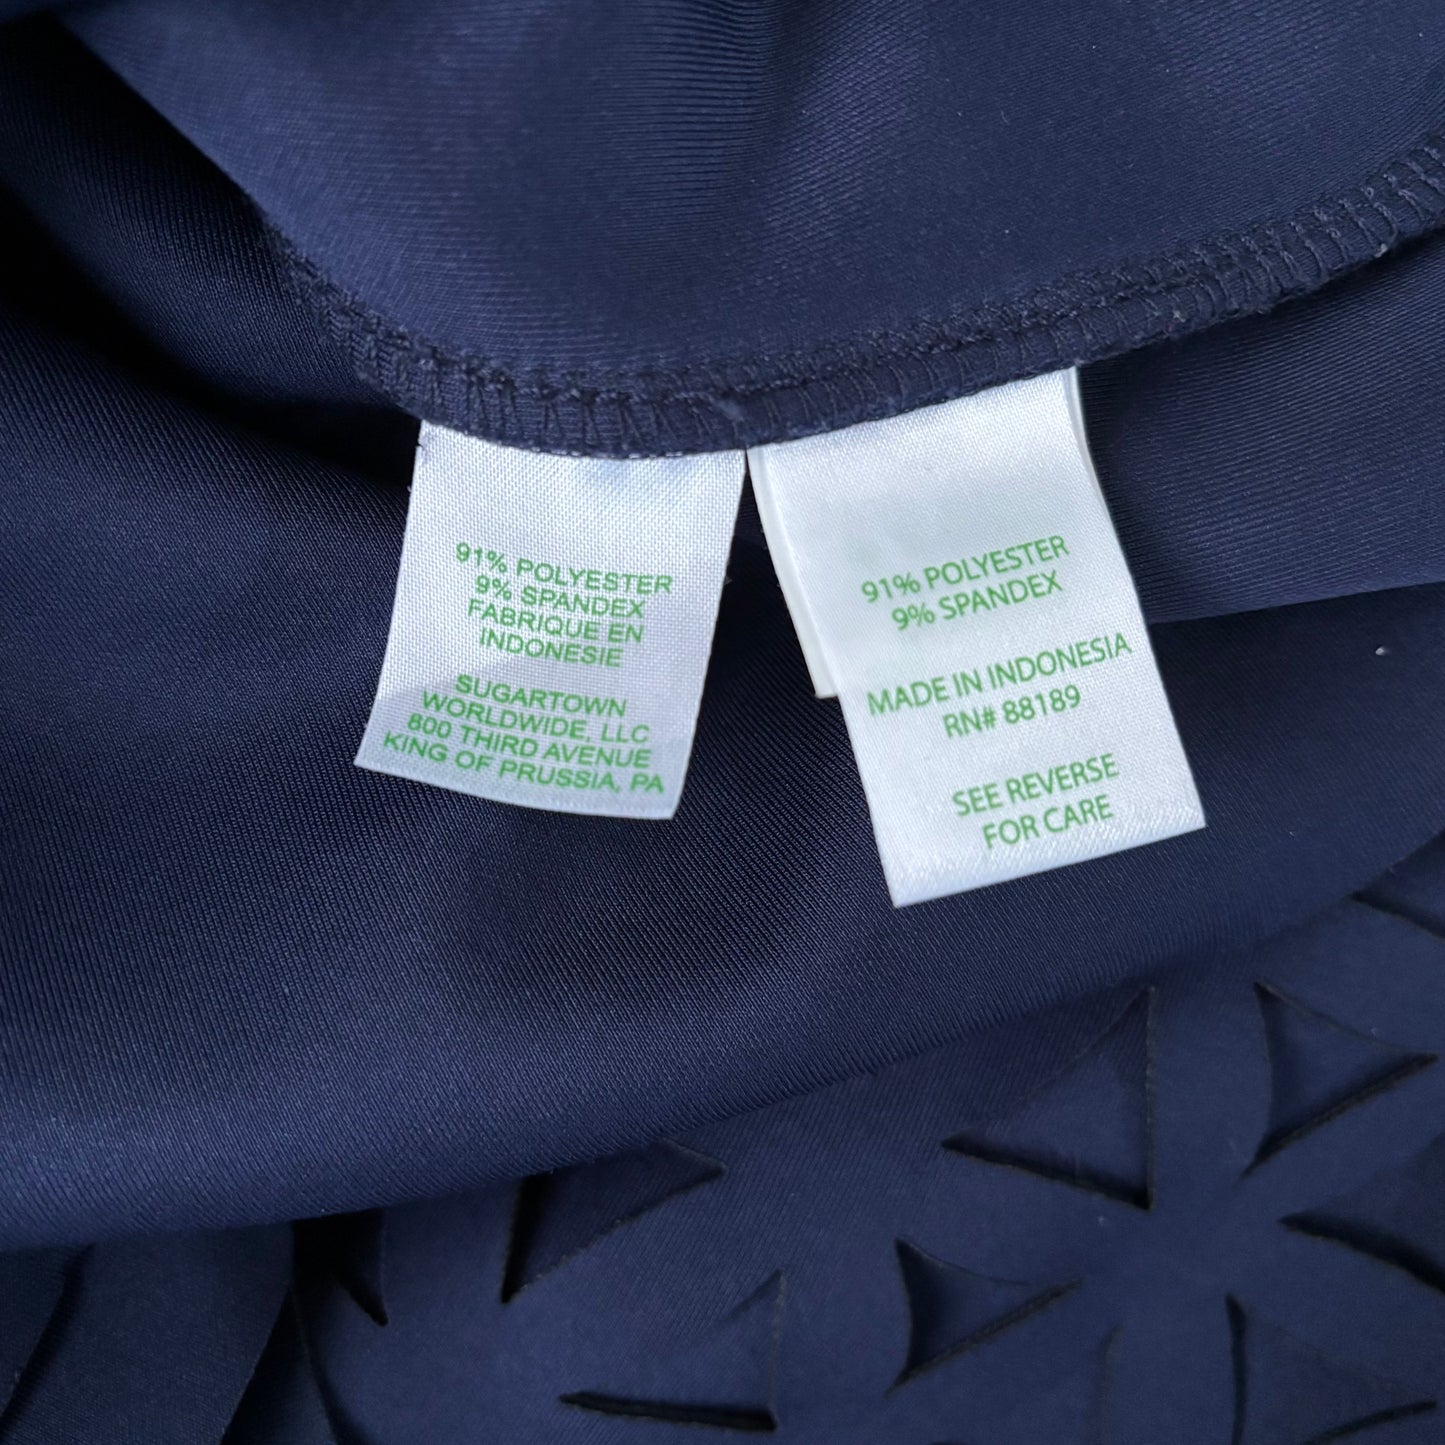 91% POLYESTER
9% SPANDEX
FABRIQUE EN
INDONESIE
SUGARTOWN
WORLDWIDE, LLC
800 THIRD AVENUE
KING OF PRUSSIA, PA
91% POLYESTER
9% SPANDEX
MADE IN INDONESIA
RN# 88189
SEE REVERSE
FOR CARE